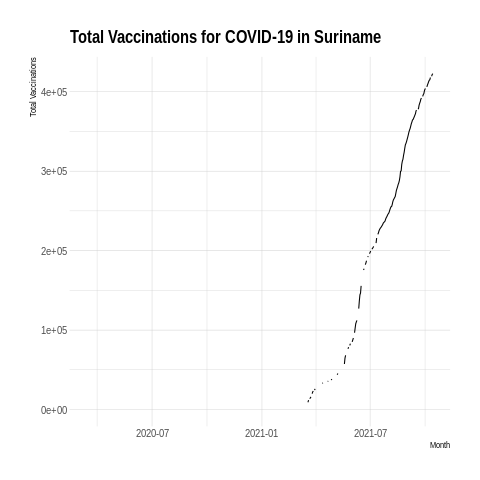 Total Vaccinations for COVID-19 in Suriname
Total Vaccinations
4e+05
3e+05
2e+05
1e+05
0e+00
2020-07 2021-01 2021-07
Month